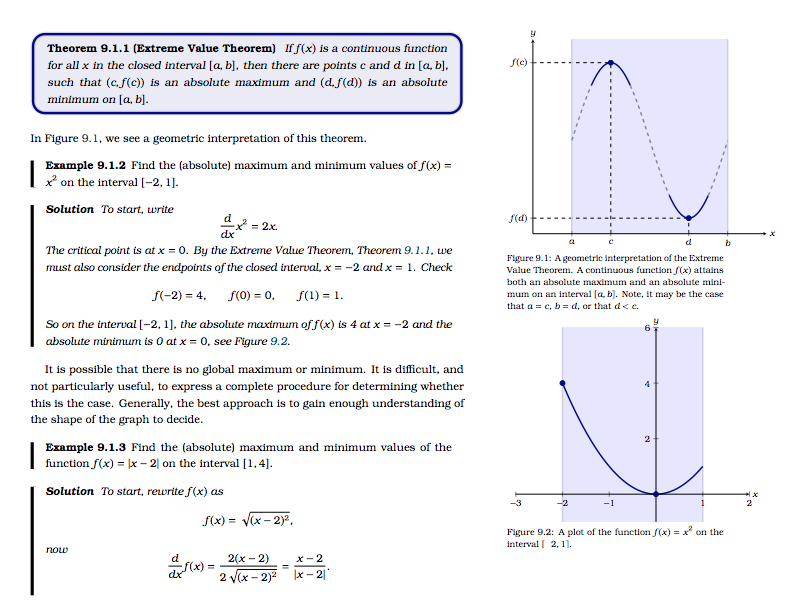 Theorem 9.1.1 (Extreme Value Theorem) If f(x) is a continuous function
for all x in the closed interval [a, b], then there are points c and d in [a, b],
such that (c, f(c)) is an absolute maximum and (d, f(d)) is an absolute
minimum on [a, b].
In Figure 9.1, we see a geometric interpretation of this theorem.
Example 9.1.2 Find the (absolute) maximum and minimum values of f(x) =
x² on the interval [−2, 1].
Solution To start, write
d/dx x² = 2x.
The critical point is at x = 0. By the Extreme Value Theorem, Theorem 9.1.1, we
must also consider the endpoints of the closed interval, x = −2 and x = 1. Check
f(−2) = 4, f(0) = 0, f(1) = 1.
So on the interval [−2, 1], the absolute maximum of f(x) is 4 at x = −2 and the
absolute minimum is 0 at x = 0, see Figure 9.2.
It is possible that there is no global maximum or minimum. It is difficult, and
not particularly useful, to express a complete procedure for determining whether
this is the case. Generally, the best approach is to gain enough understanding of
the shape of the graph to decide.
Example 9.1.3 Find the (absolute) maximum and minimum values of the
function f(x) = |x − 2| on the interval [1, 4].
Solution To start, rewrite f(x) as
f(x) = √(x − 2)²,
now
d/dx f(x) = 2(x − 2) / 2√(x − 2)² = x − 2 / |x − 2|.
y
f(c)
f(d)
a c d b x
Figure 9.1: A geometric interpretation of the Extreme
Value Theorem. A continuous function f(x) attains
both an absolute maximum and an absolute mini-
mum on an interval [a, b]. Note, it may be the case
that a = c, b = d, or that d < c.
y
6
4
2
x
−3 −2 −1 1 2
Figure 9.2: A plot of the function f(x) = x² on the
interval [ 2, 1].